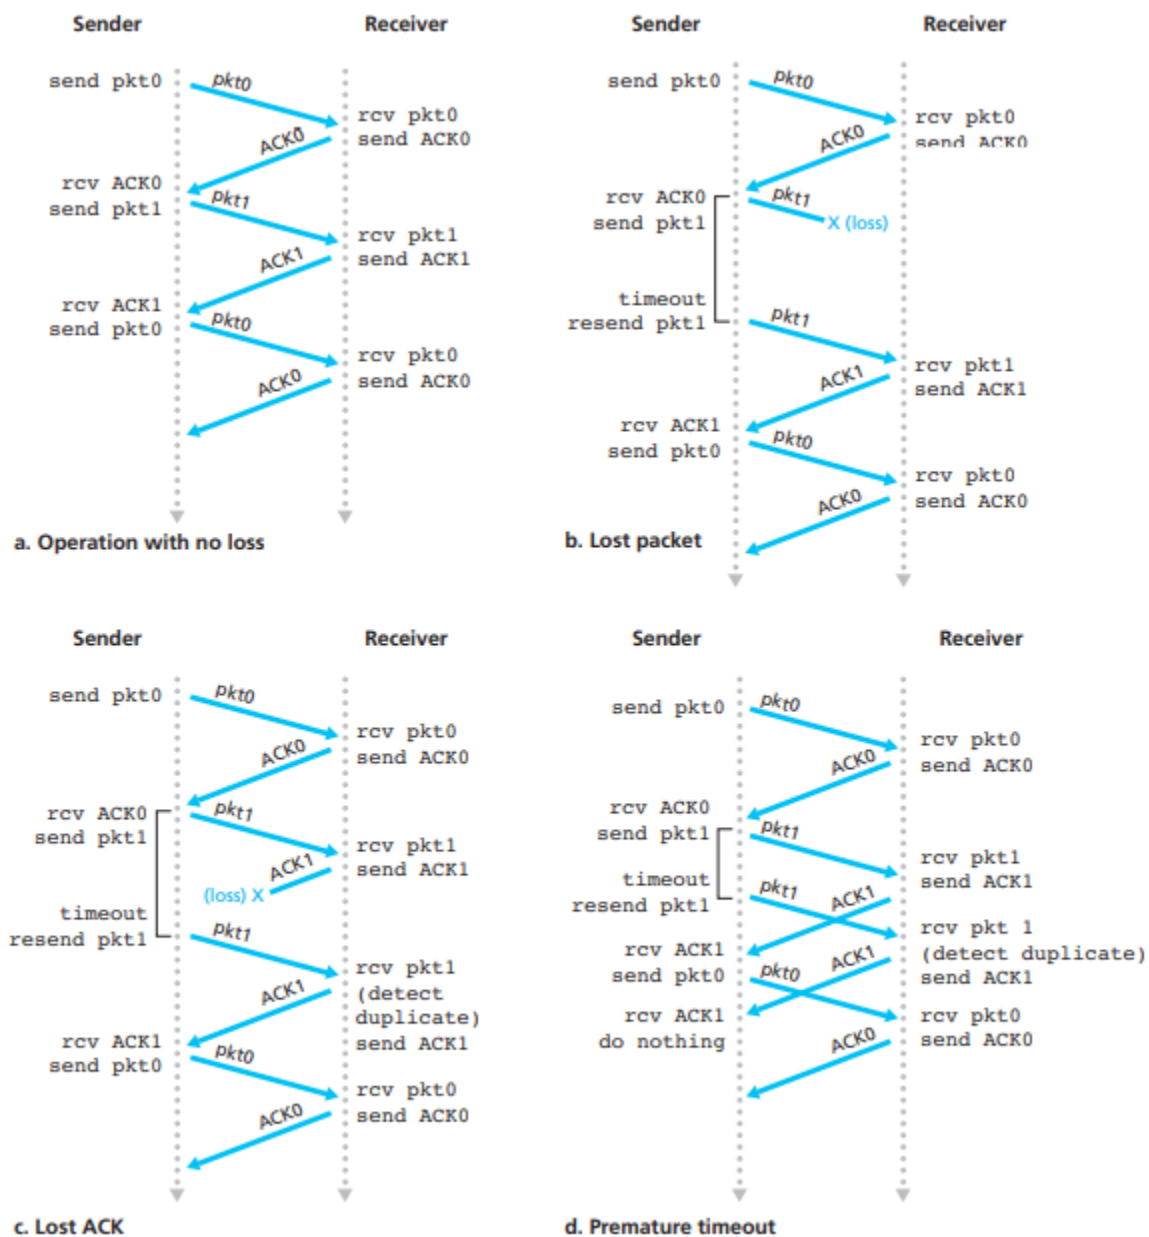 Sender
Receiver
send pkt0
pkt0
rcv pkt0
send ACK0
ACK0
rcv ACK0
send pkt1
pkt1
rcv pkt1
send ACK1
ACK1
rcv ACK1
send pkt0
pkt0
rcv pkt0
send ACK0
ACK0
a. Operation with no loss
Sender
Receiver
send pkt0
pkt0
rcv pkt0
send ACK0
ACK0
rcv ACK0
send pkt1
pkt1
X (loss)
timeout
resend pkt1
pkt1
rcv pkt1
send ACK1
ACK1
rcv ACK1
send pkt0
pkt0
rcv pkt0
send ACK0
ACK0
b. Lost packet
Sender
Receiver
send pkt0
pkt0
rcv pkt0
send ACK0
ACK0
rcv ACK0
send pkt1
pkt1
rcv pkt1
send ACK1
ACK1
(loss) X
timeout
resend pkt1
pkt1
rcv pkt1
(detect
duplicate)
send ACK1
ACK1
rcv ACK1
send pkt0
pkt0
rcv pkt0
send ACK0
ACK0
c. Lost ACK
Sender
Receiver
send pkt0
pkt0
rcv pkt0
send ACK0
ACK0
rcv ACK0
send pkt1
pkt1
rcv pkt1
send ACK1
timeout
resend pkt1
pkt1
ACK1
rcv pkt 1
(detect duplicate)
send ACK1
rcv ACK1
send pkt0
pkt0
ACK1
rcv ACK1
do nothing
rcv pkt0
send ACK0
ACK0
d. Premature timeout